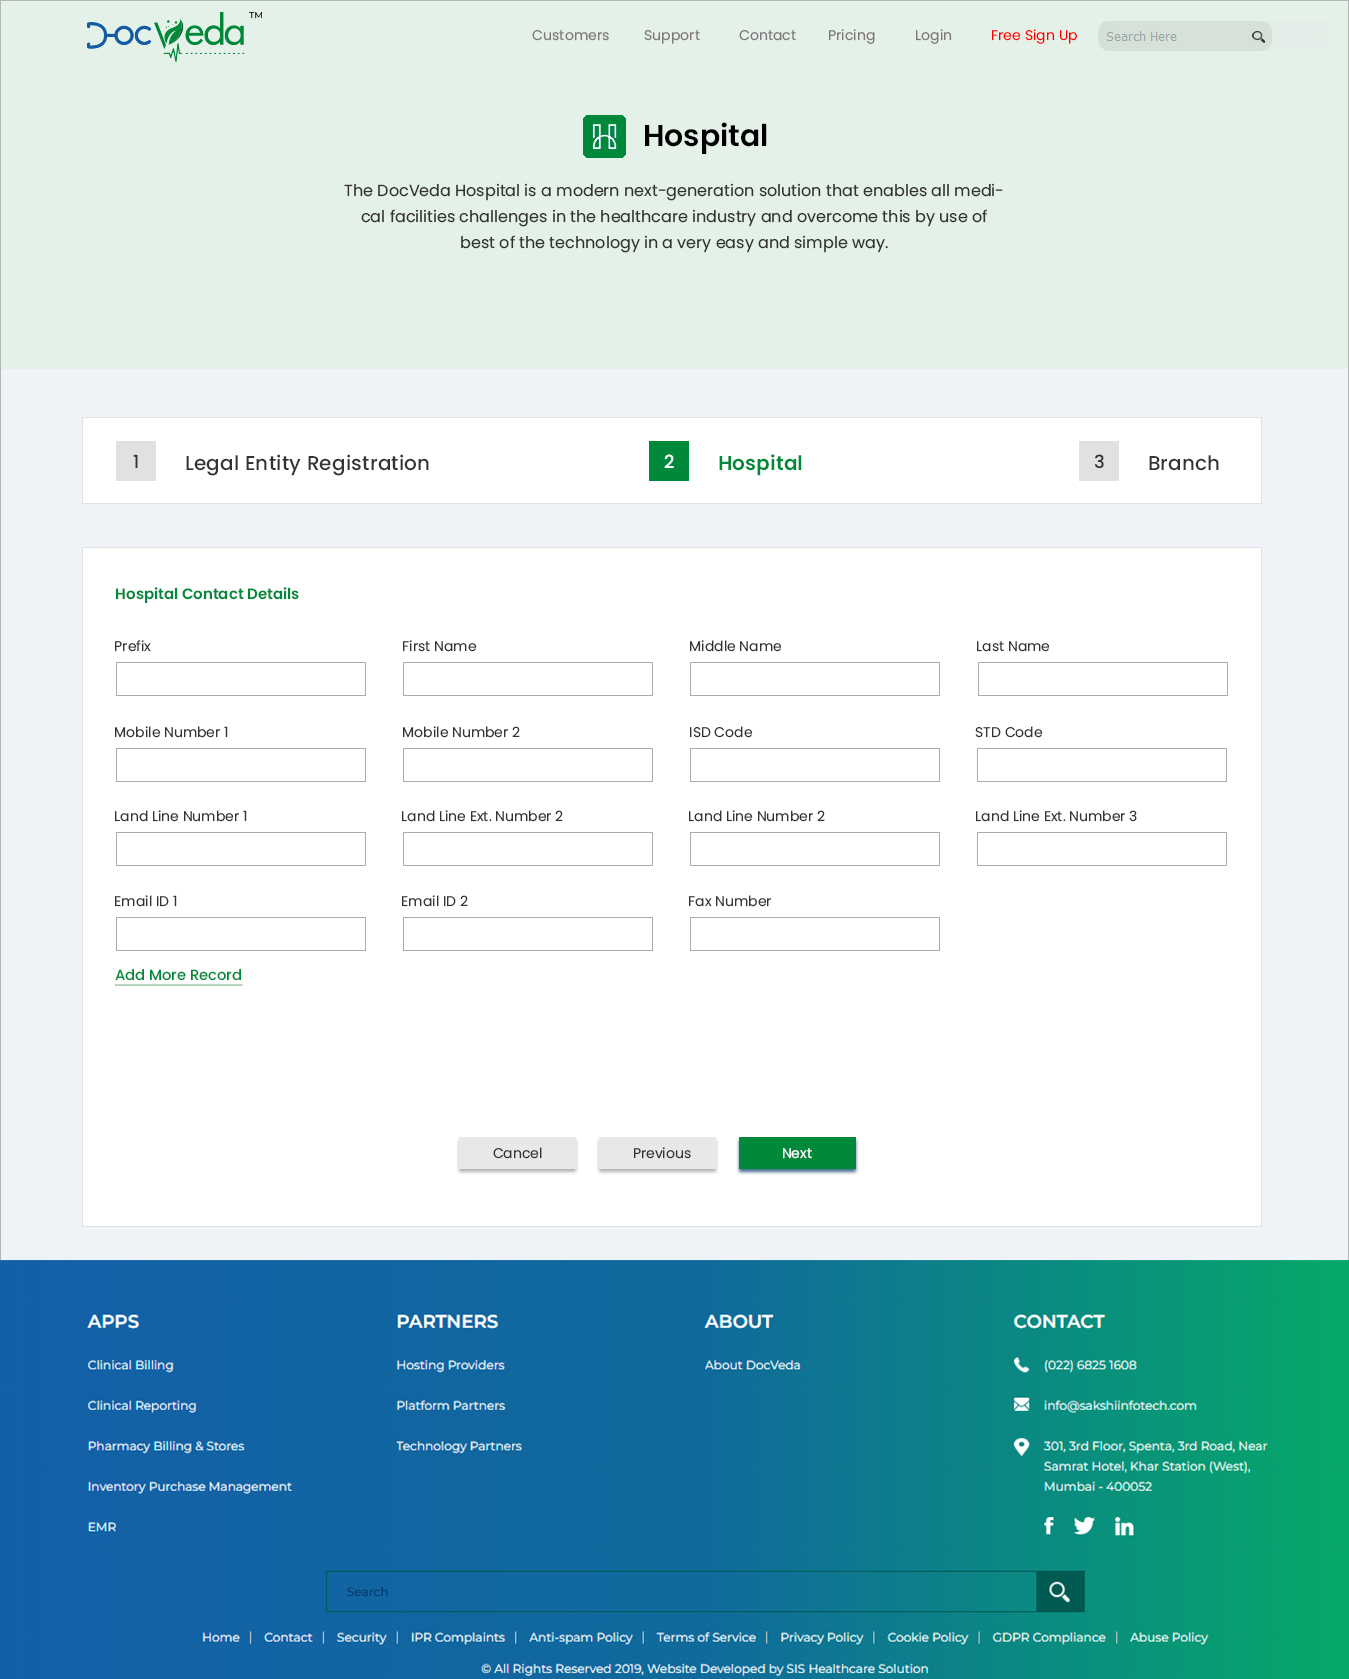 DocVeda™
Customers Support Contact Pricing Login Free Sign Up Search Here
Hospital
The DocVeda Hospital is a modern next-generation solution that enables all medi-
cal facilities challenges in the healthcare industry and overcome this by use of
best of the technology in a very easy and simple way.
1 Legal Entity Registration 2 Hospital 3 Branch
Hospital Contact Details
Prefix First Name Middle Name Last Name
Mobile Number 1 Mobile Number 2 ISD Code STD Code
Land Line Number 1 Land Line Ext. Number 2 Land Line Number 2 Land Line Ext. Number 3
Email ID 1 Email ID 2 Fax Number
Add More Record
Cancel Previous Next
APPS PARTNERS ABOUT CONTACT
Clinical Billing Hosting Providers About DocVeda (022) 6825 1608
Clinical Reporting Platform Partners info@sakshiinfotech.com
Pharmacy Billing & Stores Technology Partners 301, 3rd Floor, Spenta, 3rd Road, Near
Samrat Hotel, Khar Station (West),
Inventory Purchase Management Mumbai - 400052
EMR
Search
Home | Contact | Security | IPR Complaints | Anti-spam Policy | Terms of Service | Privacy Policy | Cookie Policy | GDPR Compliance | Abuse Policy
© All Rights Reserved 2019, Website Developed by SIS Healthcare Solution